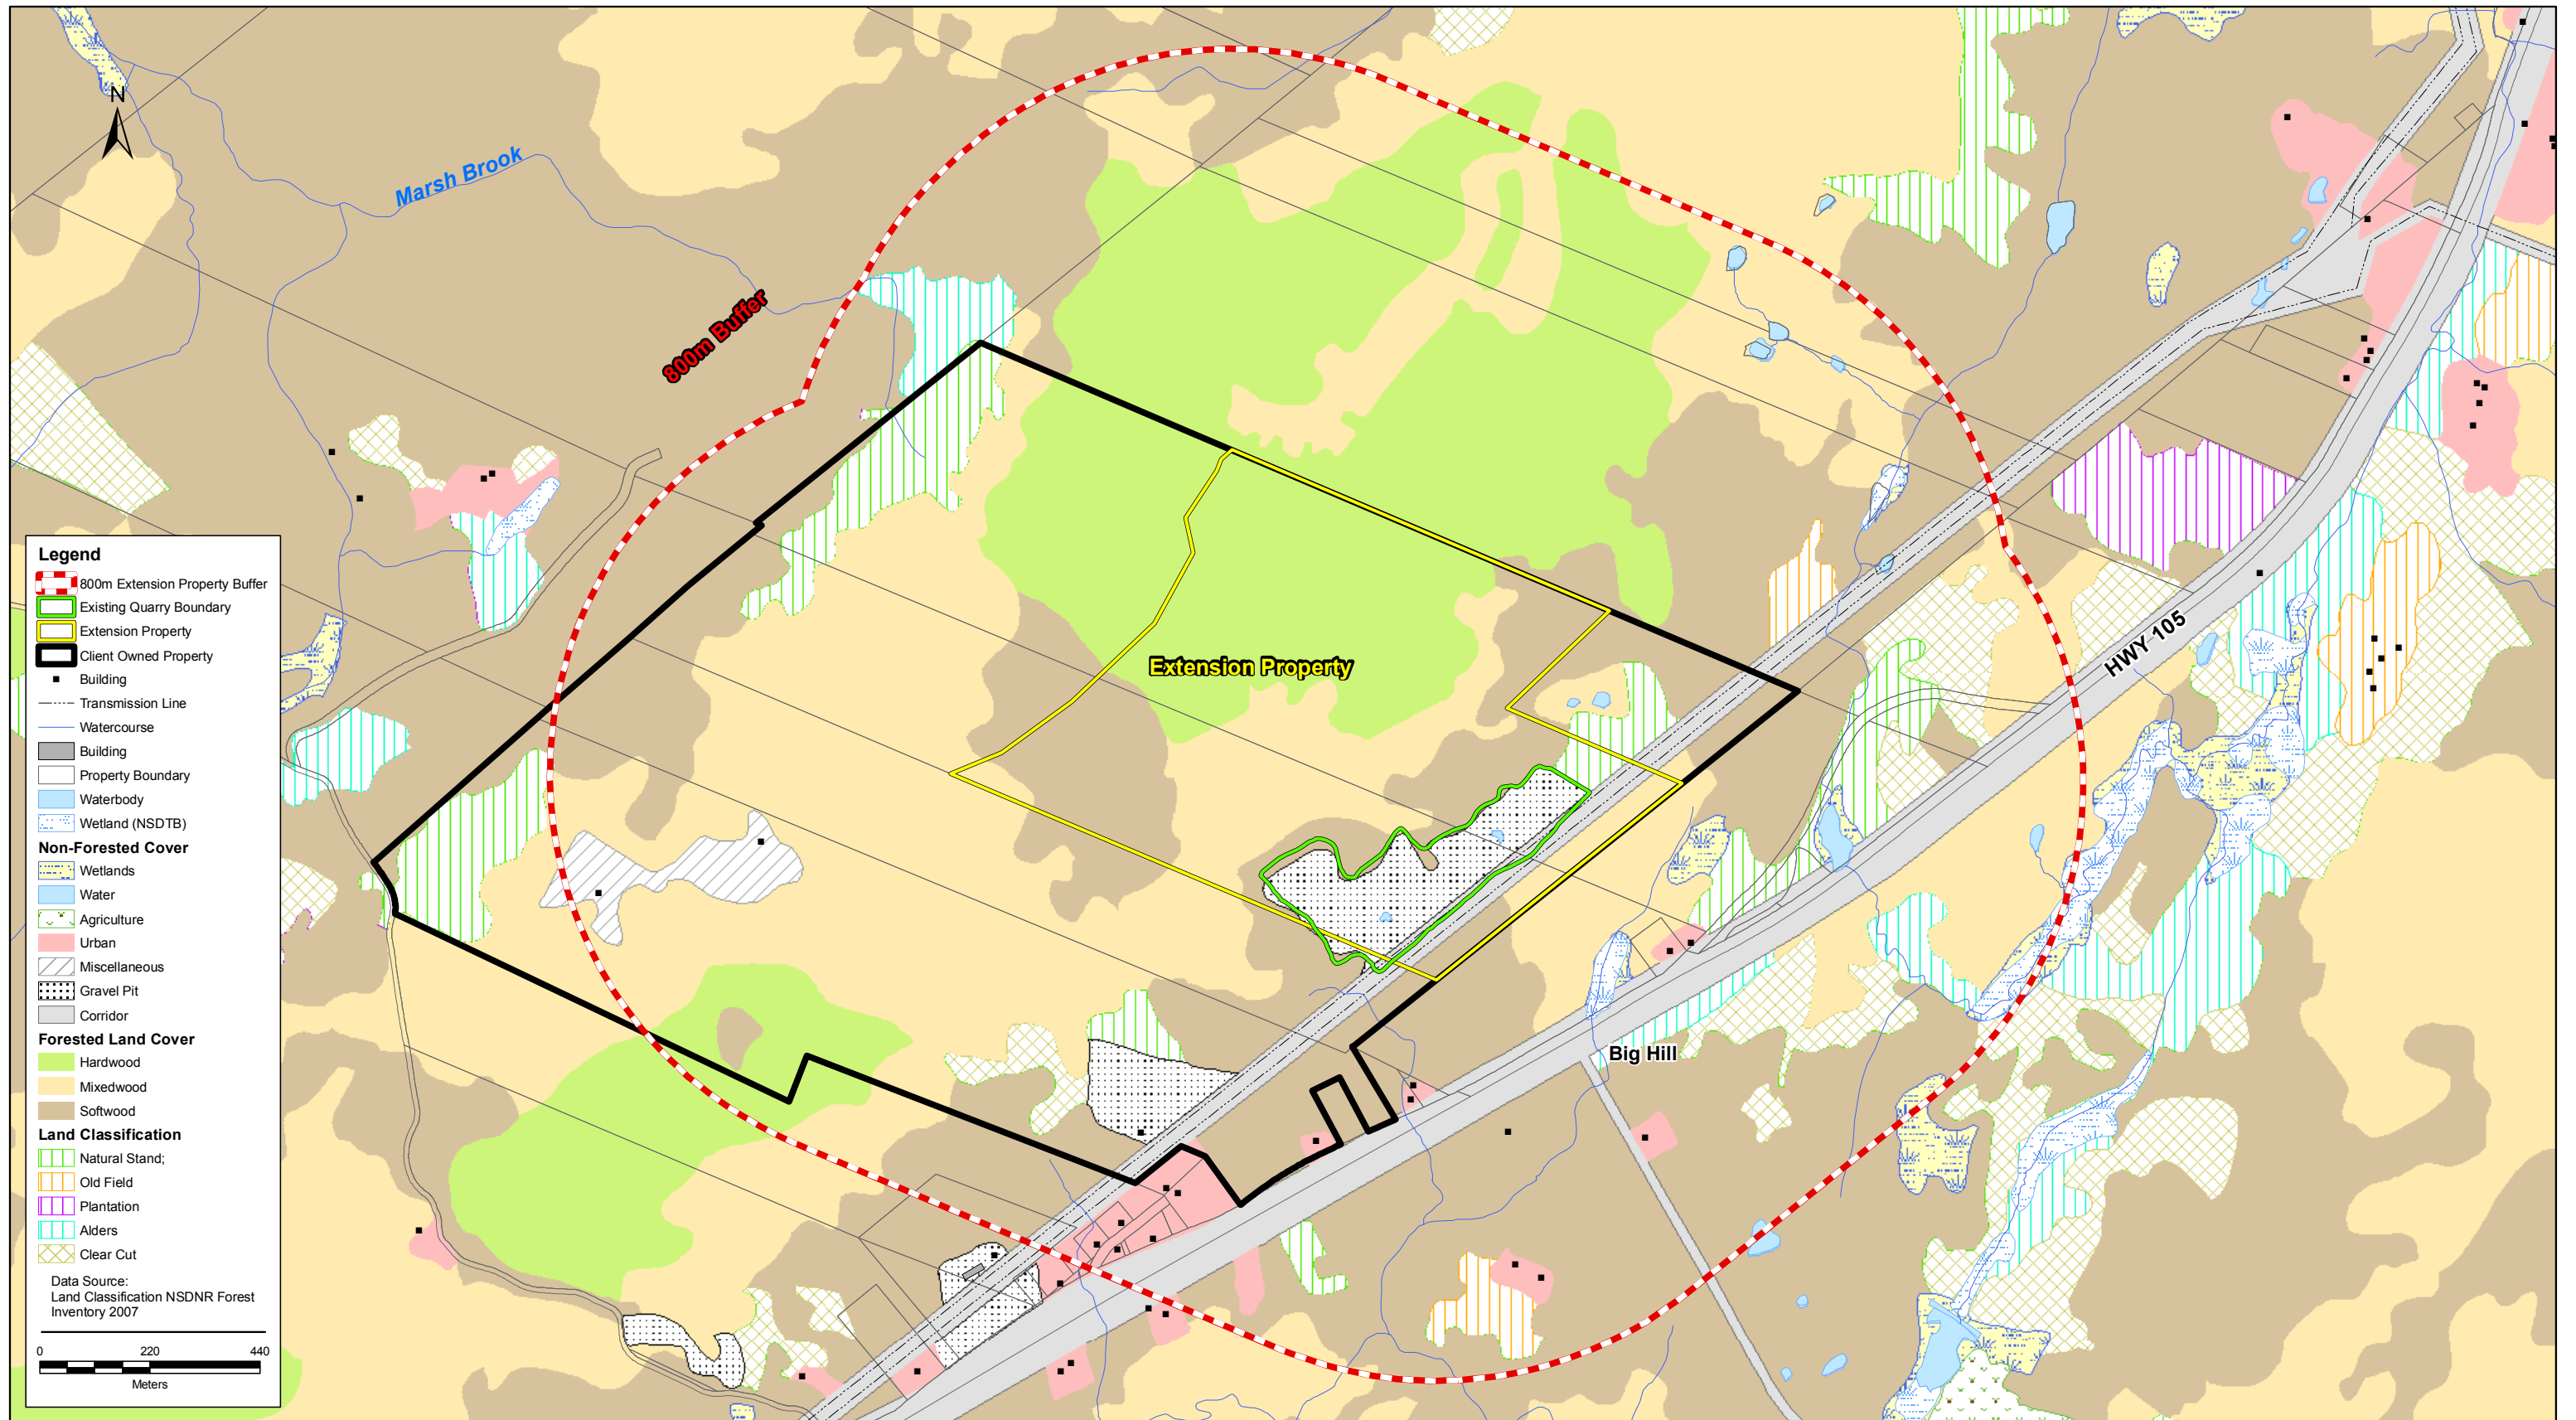 N
Marsh Brook
800m Buffer
Extension Property
HWY 105
Big Hill
Legend
800m Extension Property Buffer
Existing Quarry Boundary
Extension Property
Client Owned Property
Building
Transmission Line
Watercourse
Building
Property Boundary
Waterbody
Wetland (NSDTB)
Non-Forested Cover
Wetlands
Water
Agriculture
Urban
Miscellaneous
Gravel Pit
Corridor
Forested Land Cover
Hardwood
Mixedwood
Softwood
Land Classification
Natural Stand;
Old Field
Plantation
Alders
Clear Cut
Data Source:
Land Classification NSDNR Forest
Inventory 2007
0 220 440
Meters